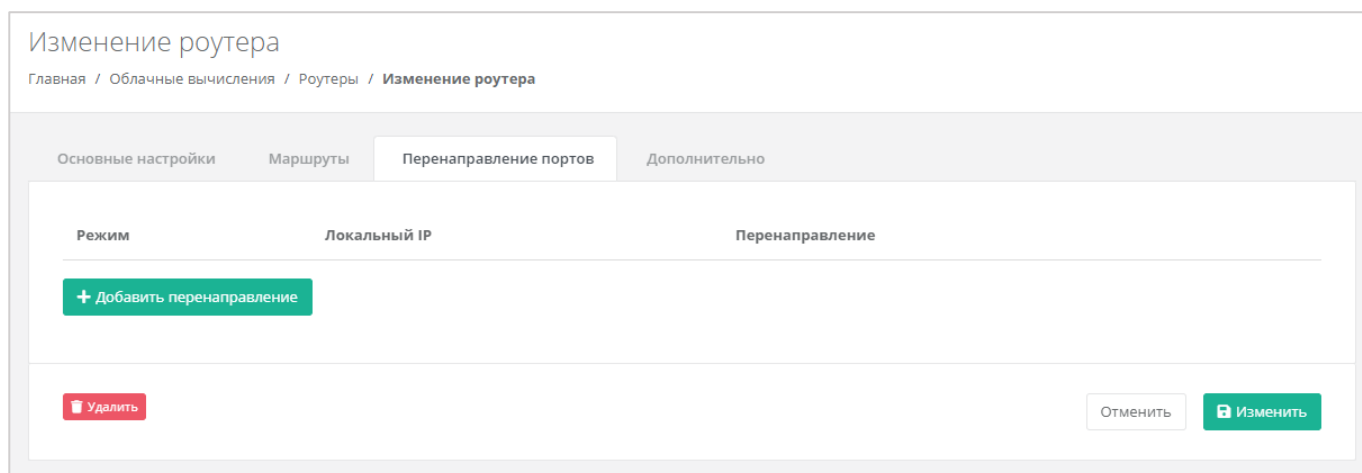 Изменение роутера
Главная / Облачные вычисления / Роутеры / Изменение роутера
Основные настройки Маршруты Перенаправление портов Дополнительно
Режим Локальный IP Перенаправление
+ Добавить перенаправление
Удалить Отменить Изменить